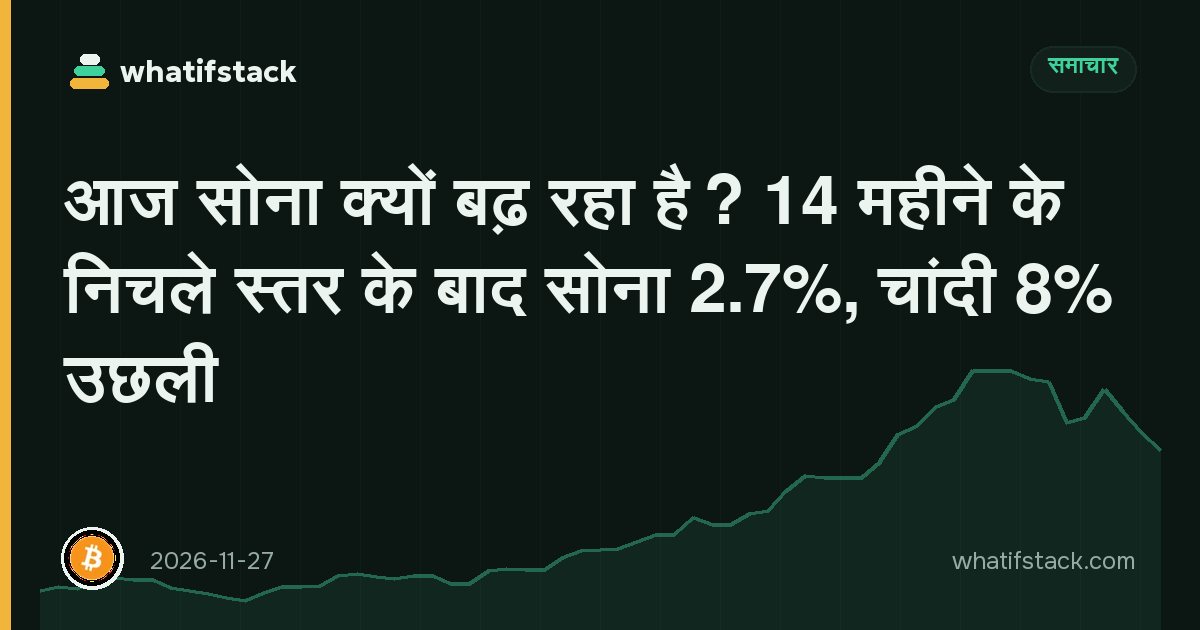 whatifstack
समाचार
आज सोना क्यों बढ़ रहा है ? 14 महीने के
निचले स्तर के बाद सोना 2.7%, चांदी 8%
उछली
2026-11-27
whatifstack.com